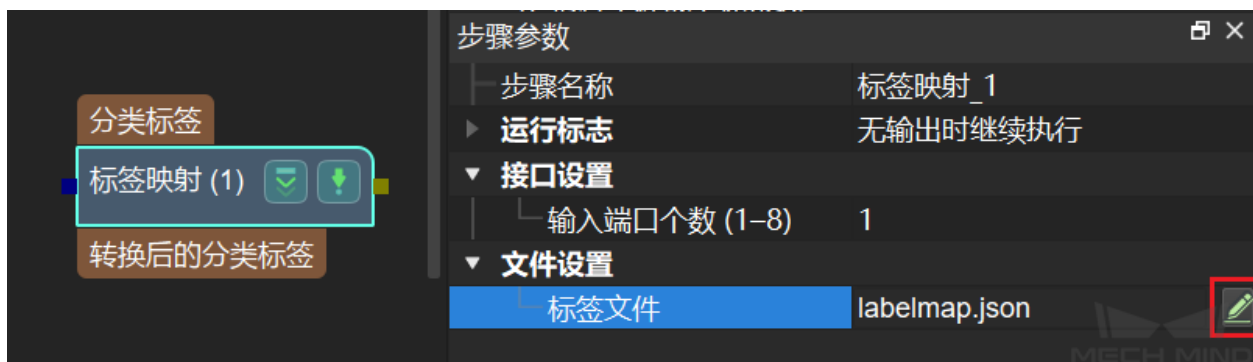 步骤参数
步骤名称 标签映射_1
运行标志 无输出时继续执行
接口设置
输入端口个数 (1–8) 1
文件设置
标签文件 labelmap.json
分类标签
标签映射 (1)
转换后的分类标签
MECH MIND